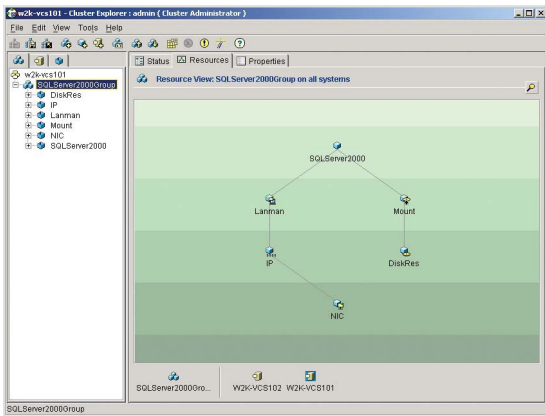 w2k-vcs101 - Cluster Explorer : admin ( Cluster Administrator )
File Edit View Tools Help
Status Resources Properties
w2k-vcs101
SQLServer2000Group
DiskRes
IP
Lanman
Mount
NIC
SQLServer2000
Resource View: SQLServer2000Group on all systems
SQLServer2000
Lanman Mount
IP DiskRes
NIC
SQLServer2000Gro... W2K-VCS102 W2K-VCS101
SQLServer2000Group